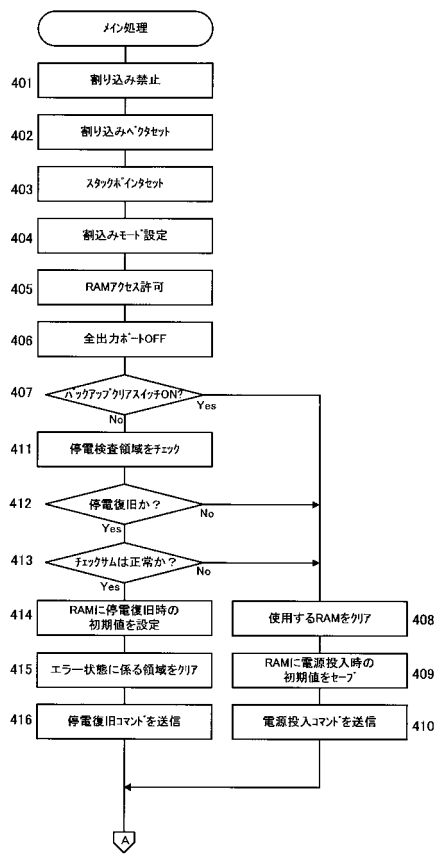 メイン処理
401
割り込み禁止
402
割り込みベクタセット
403
スタックポインタセット
404
割込みモード設定
405
RAMアクセス許可
406
全出力ポートOFF
407
バックアップクリアスイッチON?
Yes
No
411
停電検査領域をチェック
412
停電復旧か?
No
Yes
413
チェックサムは正常か?
No
Yes
414
RAMに停電復旧時の
初期値を設定
使用するRAMをクリア
408
415
エラー状態に係る領域をクリア
RAMに電源投入時の
初期値をセーブ
409
416
停電復旧コマンドを送信
電源投入コマンドを送信
410
A